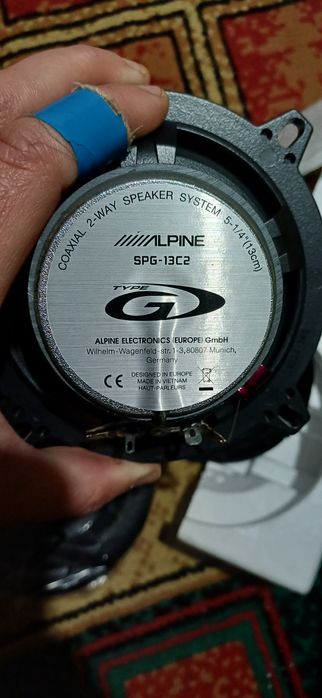 COAXIAL 2-WAY SPEAKER SYSTEM 5-1/4"(13cm)
ALPINE
SPG-13C2
TYPE
G
ALPINE ELECTRONICS (EUROPE) GmbH
Wilhelm-Wagenfeld-str. 1-3,80807 Munich,
Germany
CE
DESIGNED IN EUROPE
MADE IN VIETNAM
HAUT-PARLEURS